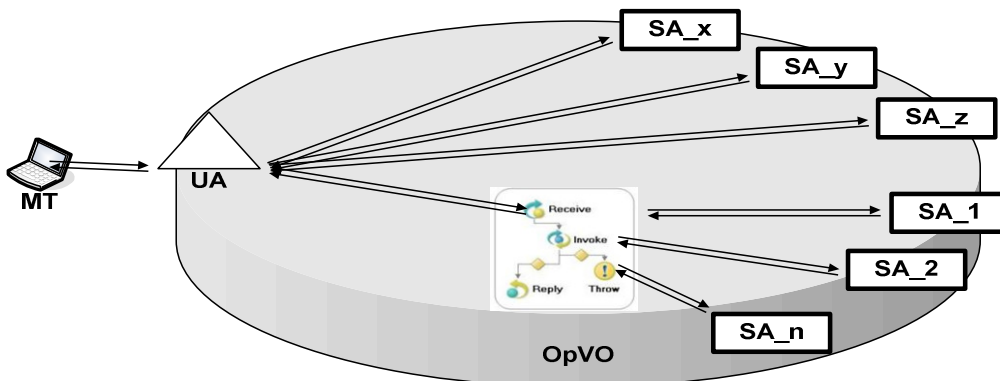 SA_x
SA_y
SA_z
MT
UA
Receive
SA_1
Invoke
SA_2
Reply
Throw
SA_n
OpVO